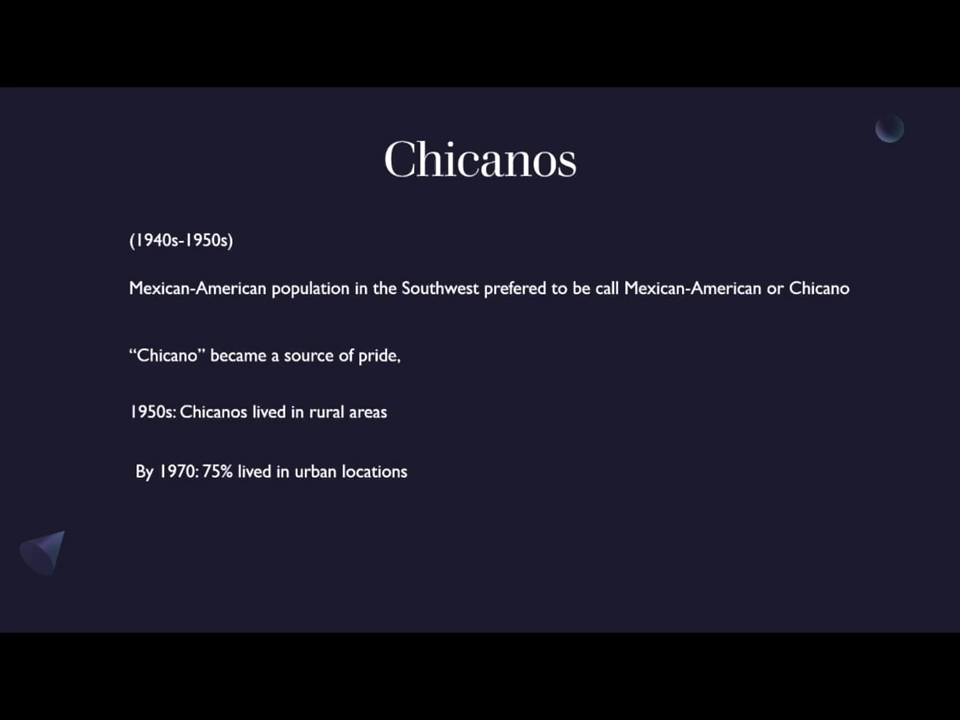 Chicanos
(1940s-1950s)
Mexican-American population in the Southwest prefered to be call Mexican-American or Chicano
“Chicano” became a source of pride,
1950s: Chicanos lived in rural areas
By 1970: 75% lived in urban locations